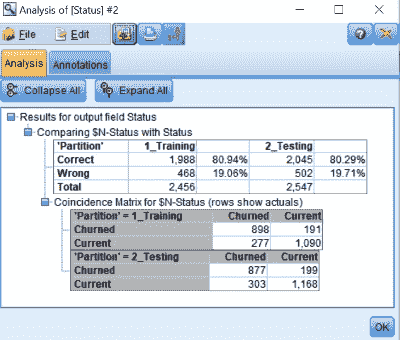 Analysis of [Status] #2
File Edit
Analysis Annotations
Collapse All Expand All
Results for output field Status
Comparing $N-Status with Status
'Partition' 1_Training 2_Testing
Correct 1,988 80.94% 2,045 80.29%
Wrong 468 19.06% 502 19.71%
Total 2,456 2,547
Coincidence Matrix for $N-Status (rows show actuals)
'Partition' = 1_Training Churned Current
Churned 898 191
Current 277 1,090
'Partition' = 2_Testing Churned Current
Churned 877 199
Current 303 1,168
OK